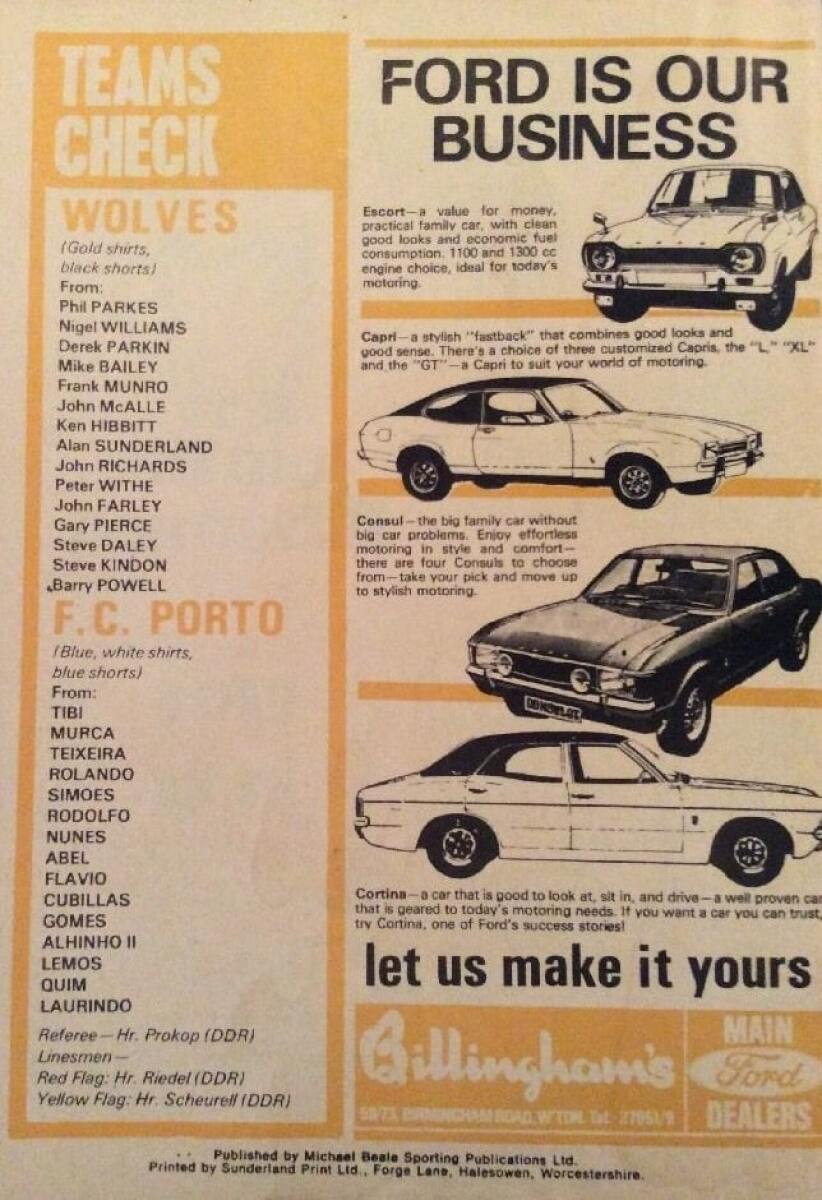 TEAMS
CHECK
WOLVES
(Gold shirts,
black shorts)
From:
Phil PARKES
Nigel WILLIAMS
Derek PARKIN
Mike BAILEY
Frank MUNRO
John McALLE
Ken HIBBITT
Alan SUNDERLAND
John RICHARDS
Peter WITHE
John FARLEY
Gary PIERCE
Steve DALEY
Steve KINDON
Barry POWELL
F.C. PORTO
(Blue, white shirts,
blue shorts)
From:
TIBI
MURCA
TEIXEIRA
ROLANDO
SIMOES
RODOLFO
NUNES
ABEL
FLAVIO
CUBILLAS
GOMES
ALHINHO II
LEMOS
QUIM
LAURINDO
Referee—Hr. Prokop (DDR)
Linesmen—
Red Flag: Hr. Riedel (DDR)
Yellow Flag: Hr. Scheurell (DDR)
FORD IS OUR
BUSINESS
Escort—a value for money,
practical family car, with clean
good looks and economic fuel
consumption. 1100 and 1300 cc
engine choice, ideal for today's
motoring.
Capri—a stylish "fastback" that combines good looks and
good sense. There's a choice of three customized Capris, the "L," "XL"
and the "GT"—a Capri to suit your world of motoring.
Consul—the big family car without
big car problems. Enjoy effortless
motoring in style and comfort—
there are four Consuls to choose
from—take your pick and move up
to stylish motoring.
Cortina—a car that is good to look at, sit in, and drive—a well proven car
that is geared to today's motoring needs. If you want a car you can trust,
try Cortina, one of Ford's success stories!
let us make it yours
Billingham's
BIRMINGHAM ROAD, W'TON. Tel.
MAIN
Ford
DEALERS
Published by Michael Beale Sporting Publications Ltd.
Printed by Sunderland Print Ltd., Forge Lane, Halesowen, Worcestershire.